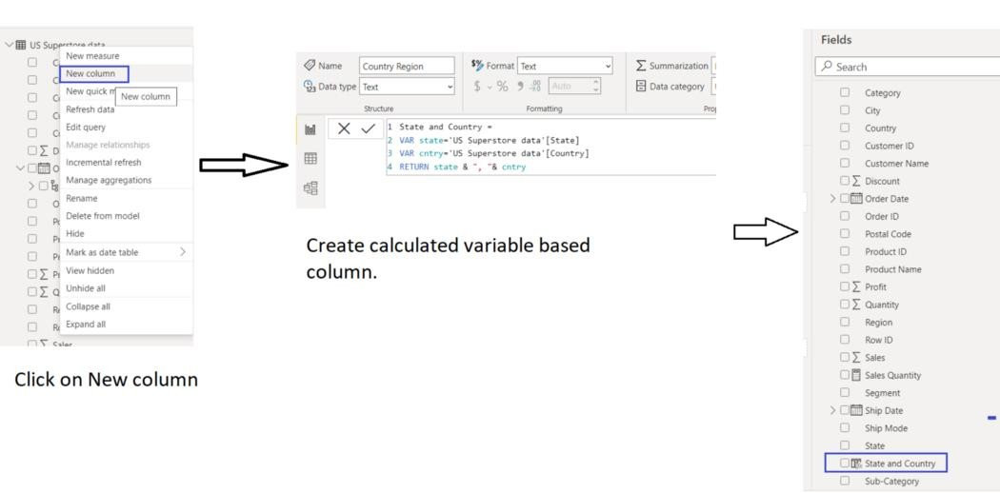 US Superstore data
New measure
New column
New quick m
New column
Refresh data
Edit query
Manage relationships
Incremental refresh
Manage aggregations
Rename
Delete from model
Hide
Mark as date table
View hidden
Unhide all
Collapse all
Expand all
Sales
Click on New column
Name Country Region
Data type Text
Structure
$% Format Text
$ % Auto
Formatting
Summarization
Data category
Prop
1 State and Country =
2 VAR state='US Superstore data'[State]
3 VAR cntry='US Superstore data'[Country]
4 RETURN state & ", "& cntry
Create calculated variable based
column.
Fields
Search
Category
City
Country
Customer ID
Customer Name
Discount
Order Date
Order ID
Postal Code
Product ID
Product Name
Profit
Quantity
Region
Row ID
Sales
Sales Quantity
Segment
Ship Date
Ship Mode
State
State and Country
Sub-Category